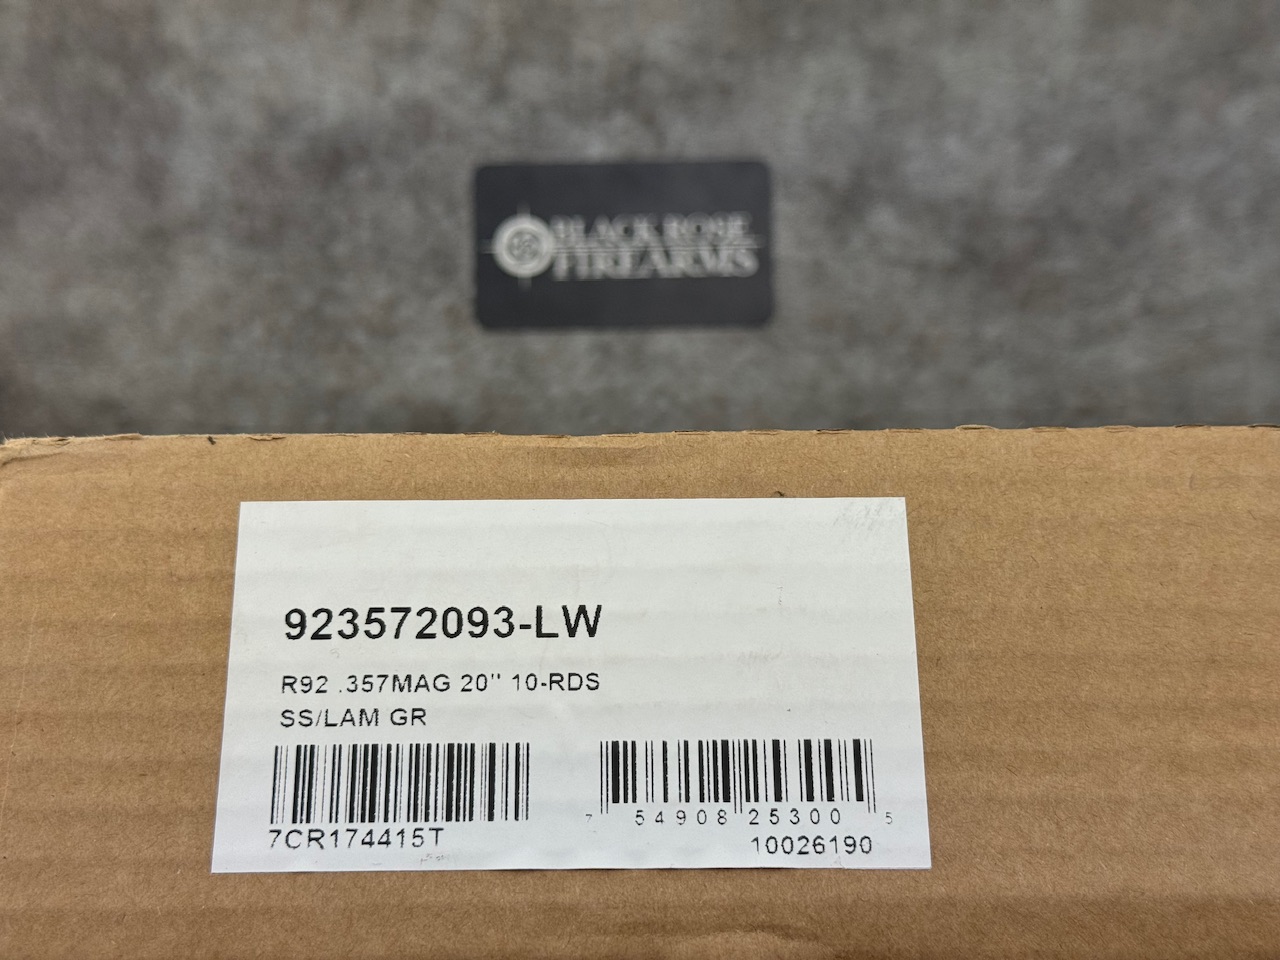 BLACK ROSE
FIREARMS
923572093-LW
R92 .357MAG 20" 10-RDS
SS/LAM GR
7CR174415T
7 54908 25300 5
10026190